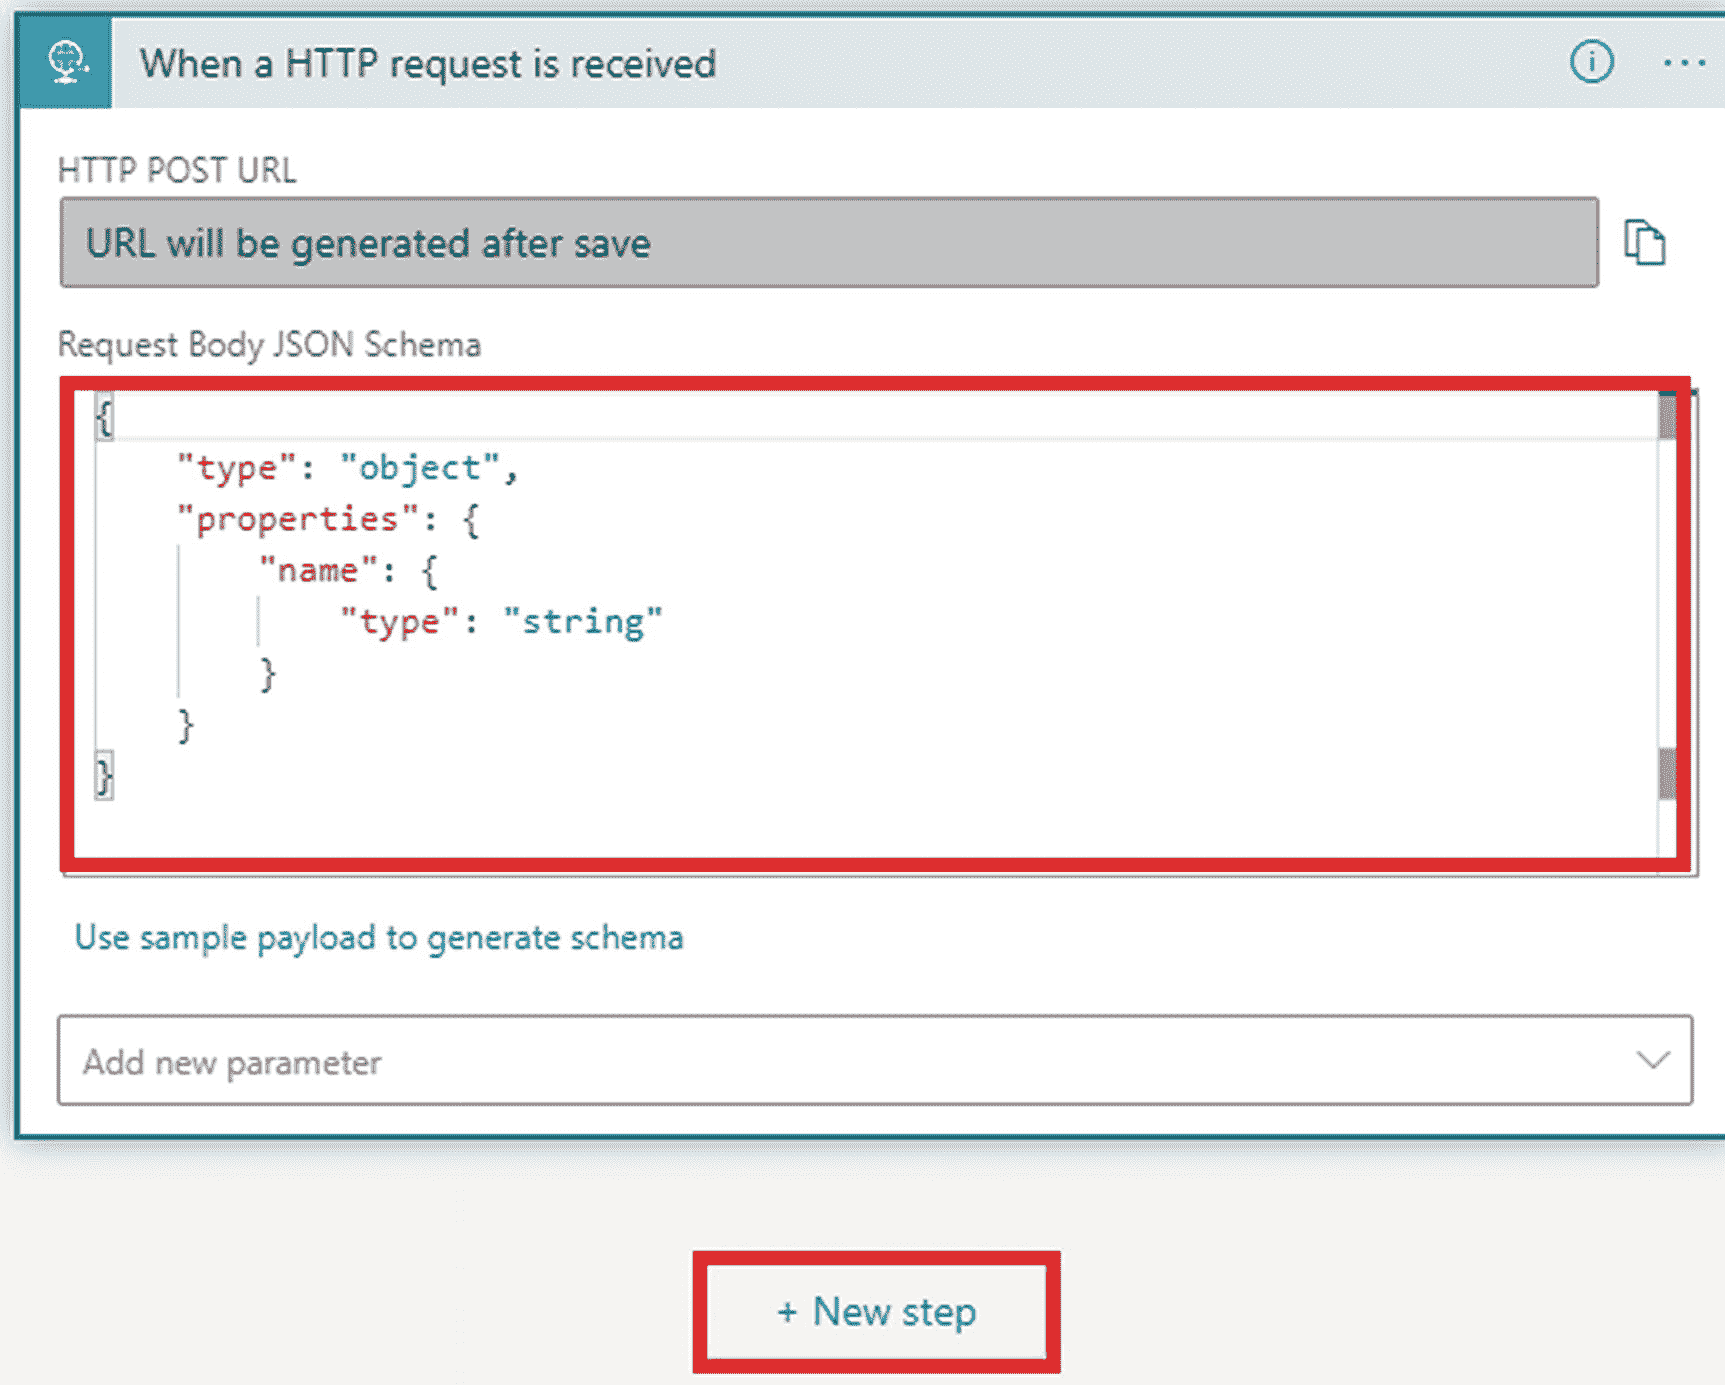 When a HTTP request is received
HTTP POST URL
URL will be generated after save
Request Body JSON Schema
{
    "type": "object",
    "properties": {
        "name": {
            "type": "string"
        }
    }
}
Use sample payload to generate schema
Add new parameter
+ New step